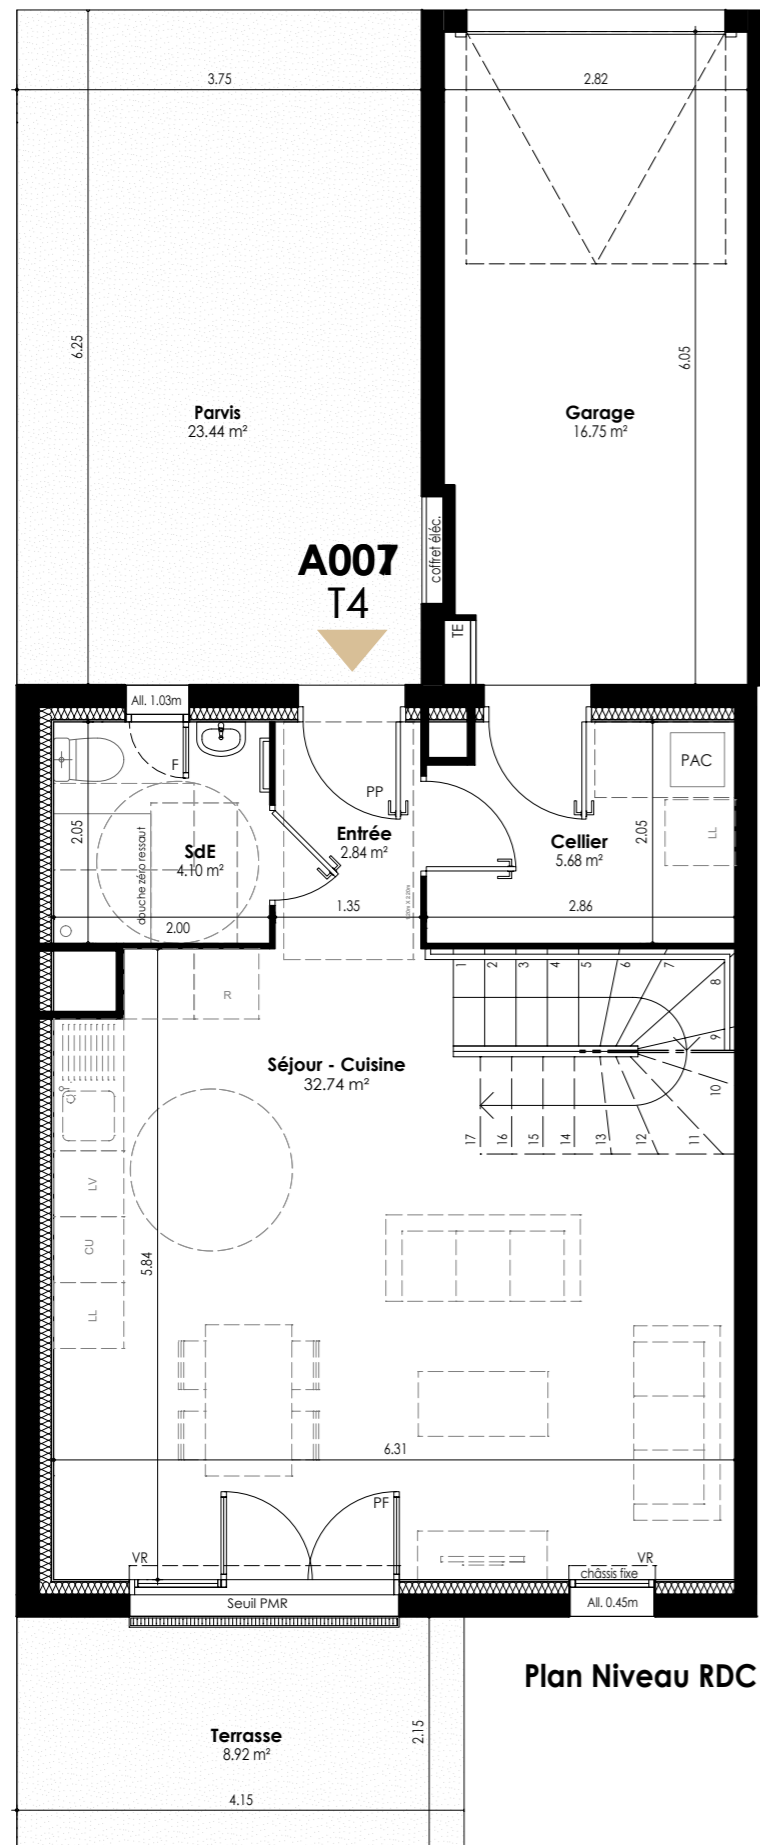 3.75
2.82
6.25
6.05
Parvis
23.44 m²
Garage
16.75 m²
coffret éléc.
A007
T4
TE
All. 1.03m
F
PP
PAC
LL
SdE
4.10 m²
douche zéro ressaut
2.05
2.00
Entrée
2.84 m²
1.35
Cellier
5.68 m²
2.05
2.86
R
1
2
3
4
5
6
7
8
9
10
11
12
13
14
15
16
17
Séjour - Cuisine
32.74 m²
LV
CU
LL
5.84
6.31
PF
VR
VR
châssis fixe
Seuil PMR
All. 0.45m
Plan Niveau RDC
Terrasse
8.92 m²
2.15
4.15